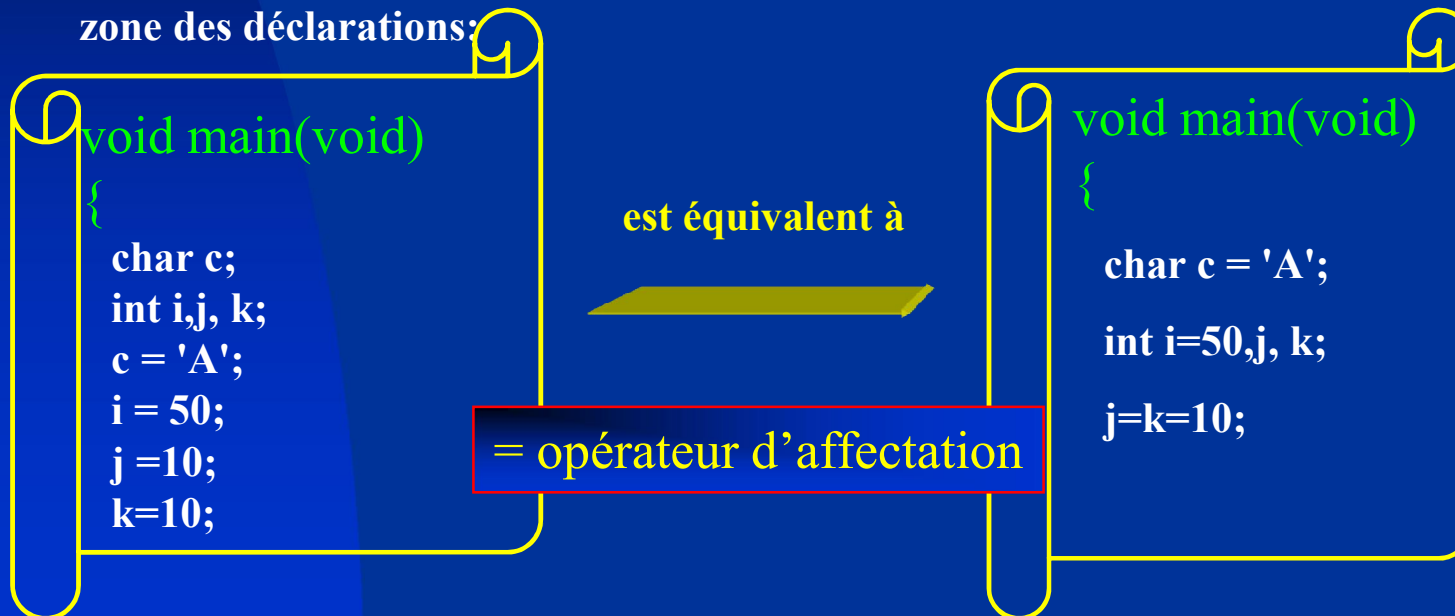 zone des déclarations:
void main(void)
{
char c;
int i,j, k;
c = 'A';
i = 50;
j =10;
k=10;
est équivalent à
= opérateur d’affectation
void main(void)
{
char c = 'A';
int i=50,j, k;
j=k=10;